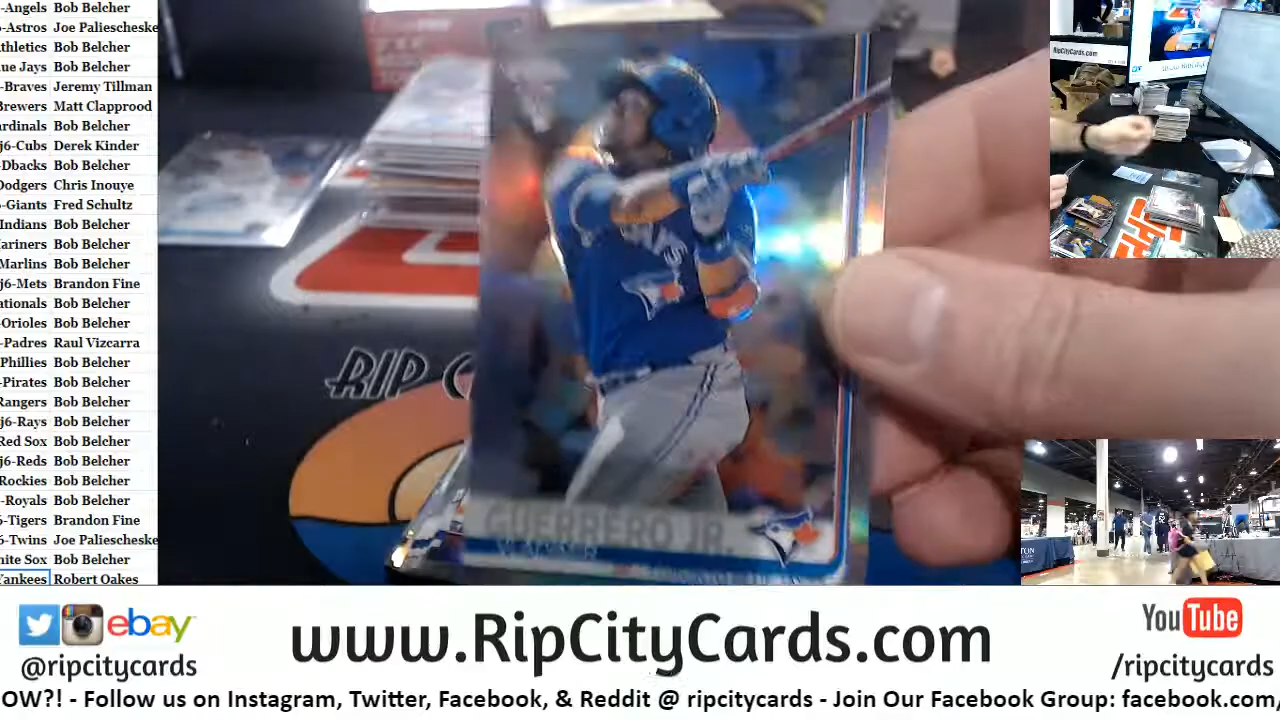 -Angels Bob Belcher
-Astros Joe Paliescheske
thletics Bob Belcher
ue Jays Bob Belcher
-Braves Jeremy Tillman
Brewers Matt Clapprood
ardinals Bob Belcher
j6-Cubs Derek Kinder
-Dbacks Bob Belcher
Dodgers Chris Inouye
-Giants Fred Schultz
Indians Bob Belcher
ariners Bob Belcher
Marlins Bob Belcher
j6-Mets Brandon Fine
ationals Bob Belcher
-Orioles Bob Belcher
-Padres Raul Vizcarra
Phillies Bob Belcher
-Pirates Bob Belcher
Rangers Bob Belcher
j6-Rays Bob Belcher
Red Sox Bob Belcher
j6-Reds Bob Belcher
Rockies Bob Belcher
-Royals Bob Belcher
6-Tigers Brandon Fine
6-Twins Joe Paliescheske
hite Sox Bob Belcher
Yankees Robert Oakes
RIP C
GUERRERO JR.
VLADIMIR
RipCityCards.com
ebay
@ripcitycards
www.RipCityCards.com
YouTube
/ripcitycards
OW?! - Follow us on Instagram, Twitter, Facebook, & Reddit @ ripcitycards - Join Our Facebook Group: facebook.com/